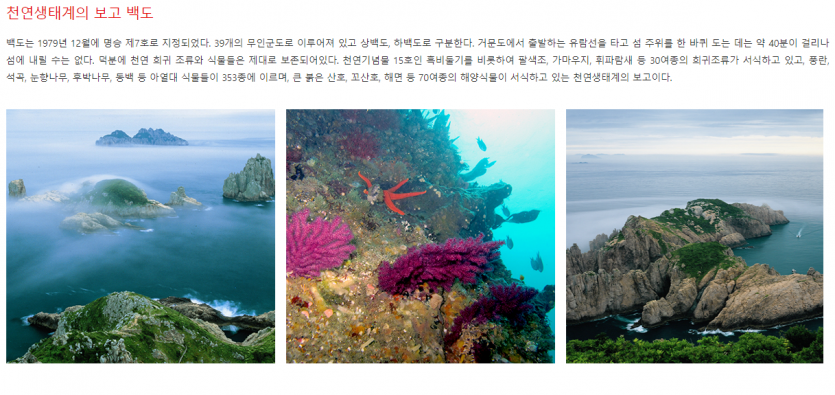 천연생태계의 보고 백도
백도는 1979년 12월에 명승 제7호로 지정되었다. 39개의 무인군도로 이루어져 있고 상백도, 하백도로 구분한다. 거문도에서 출발하는 유람선을 타고 섬 주위를 한 바퀴 도는 데는 약 40분이 걸리나
섬에 내릴 수는 없다. 덕분에 천연 희귀 조류와 식물들은 제대로 보존되어있다. 천연기념물 15호인 흑비둘기를 비롯하여 팔색조, 가마우지, 휘파람새 등 30여종의 희귀조류가 서식하고 있고, 풍란,
석곡, 눈향나무, 후박나무, 동백 등 아열대 식물들이 353종에 이르며, 큰 붉은 산호, 꼬산호, 해면 등 70여종의 해양식물이 서식하고 있는 천연생태계의 보고이다.